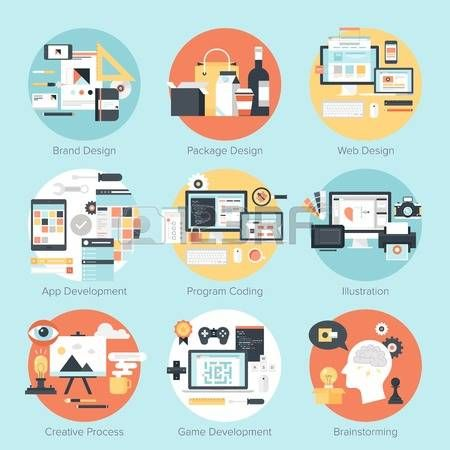 Brand Design
Package Design
Web Design
App Development
Program Coding
Illustration
Creative Process
Game Development
Brainstorming